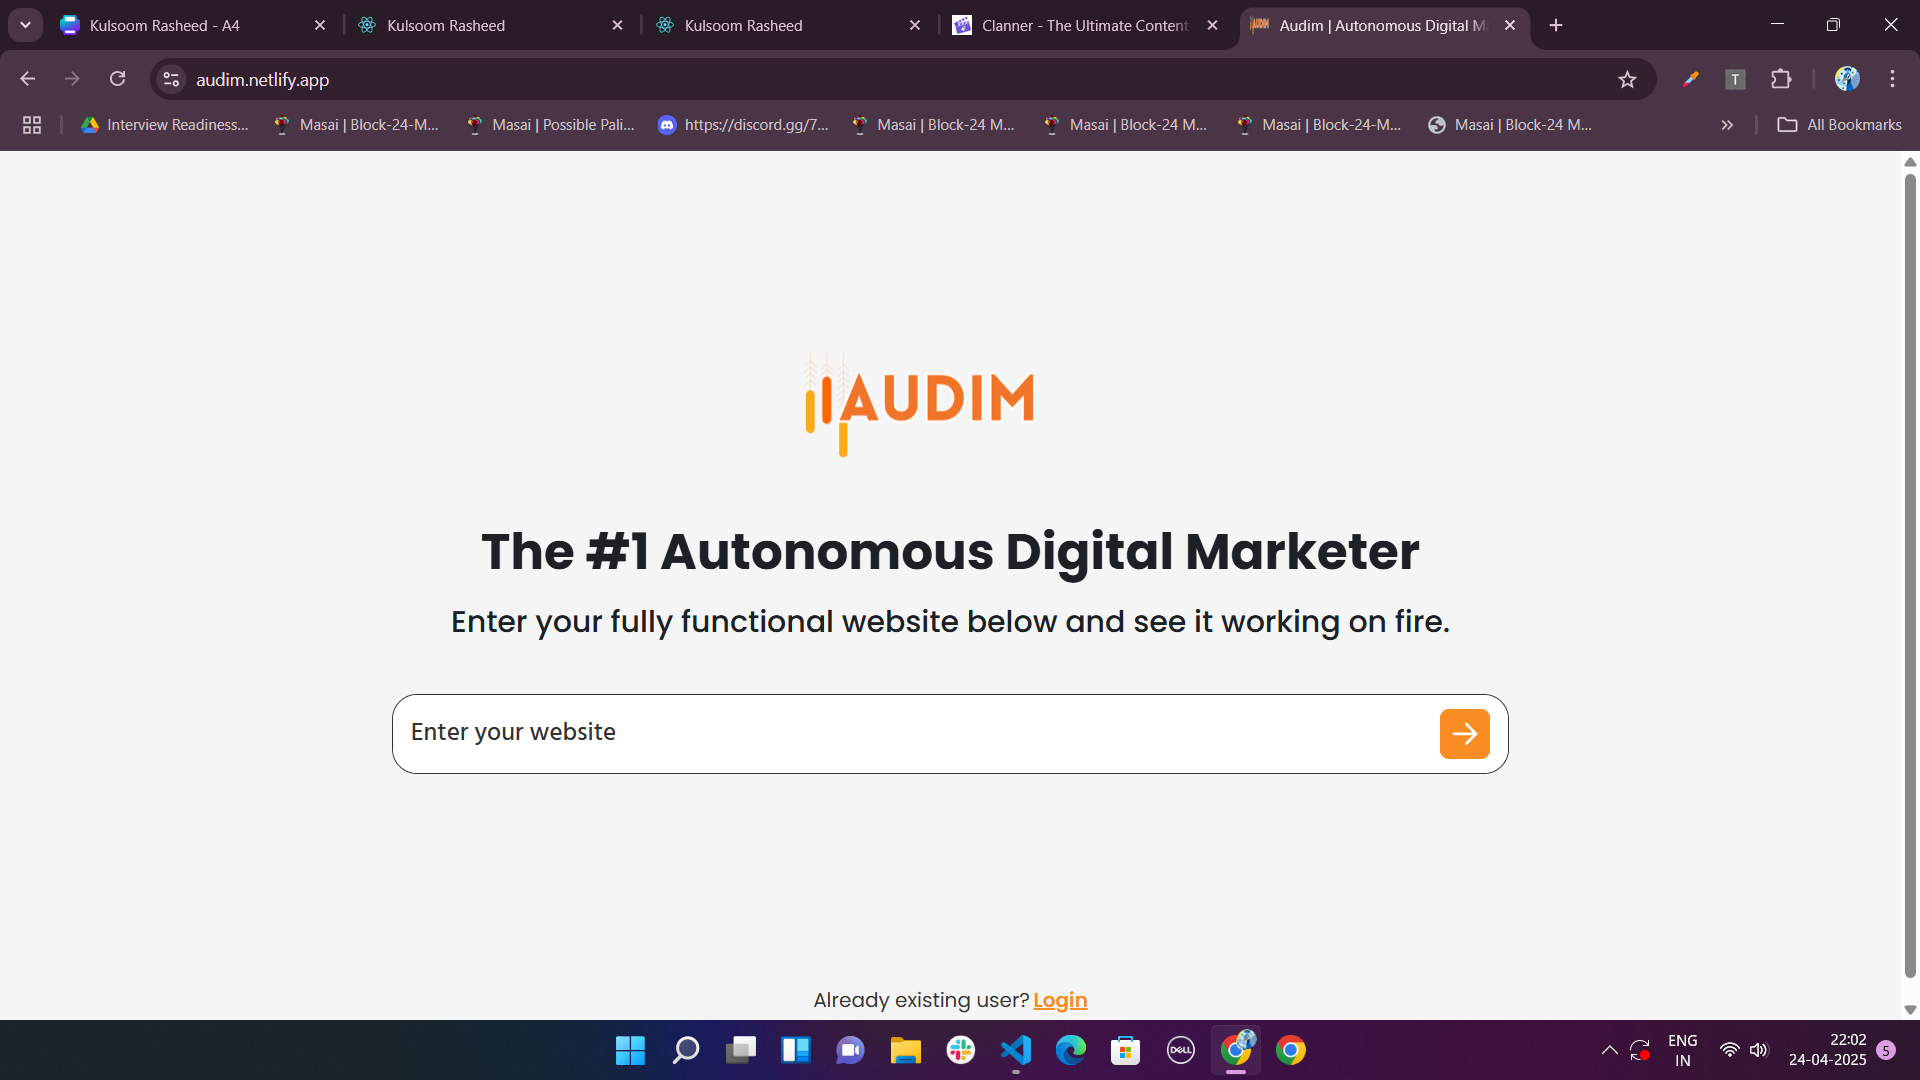 Kulsoom Rasheed - A4
Kulsoom Rasheed
Kulsoom Rasheed
Clanner - The Ultimate Content
Audim | Autonomous Digital Ma
audim.netlify.app
T
Interview Readiness...
Masai | Block-24-M...
Masai | Possible Pali...
https://discord.gg/7...
Masai | Block-24 M...
Masai | Block-24 M...
Masai | Block-24-M...
Masai | Block-24 M...
All Bookmarks
AUDIM
The #1 Autonomous Digital Marketer
Enter your fully functional website below and see it working on fire.
Enter your website
Already existing user? Login
DELL
ENG
IN
22:02
24-04-2025
5